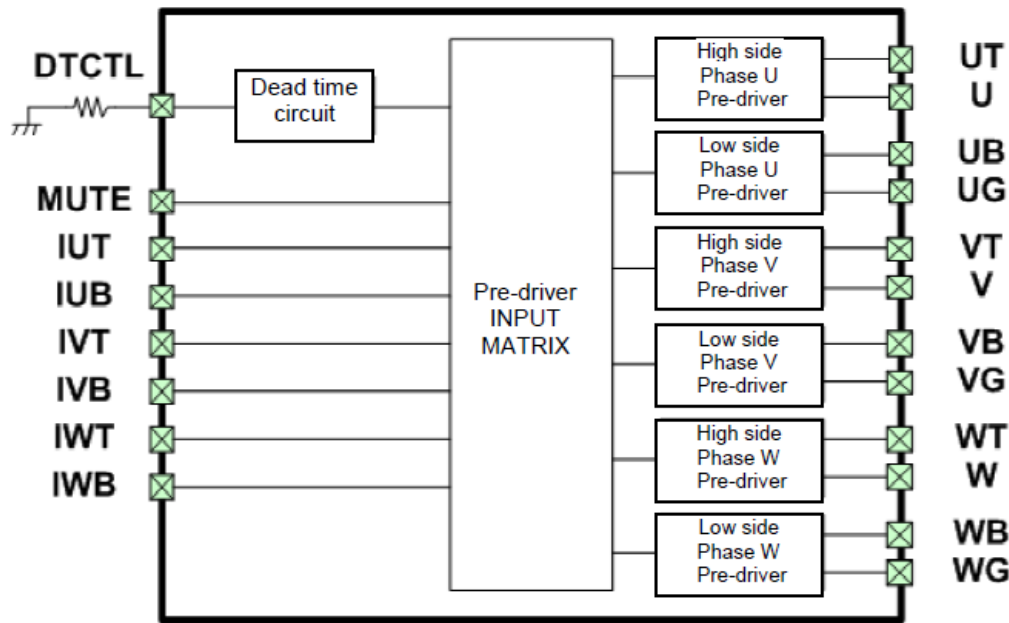 DTCTL
MUTE
IUT
IUB
IVT
IVB
IWT
IWB
Dead time
circuit
Pre-driver
INPUT
MATRIX
High side
Phase U
Pre-driver
Low side
Phase U
Pre-driver
High side
Phase V
Pre-driver
Low side
Phase V
Pre-driver
High side
Phase W
Pre-driver
Low side
Phase W
Pre-driver
UT
U
UB
UG
VT
V
VB
VG
WT
W
WB
WG